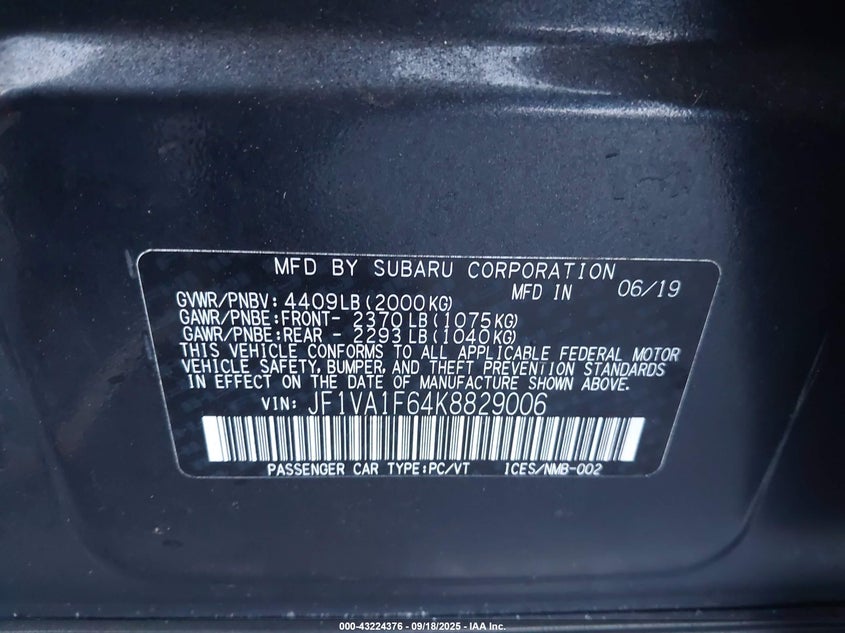 MFD BY SUBARU CORPORATION
MFD IN 06/19
GVWR/PNBV: 4409LB(2000KG)
GAWR/PNBE:FRONT- 2370LB(1075KG)
GAWR/PNBE:REAR - 2293LB(1040KG)
THIS VEHICLE CONFORMS TO ALL APPLICABLE FEDERAL MOTOR
VEHICLE SAFETY, BUMPER, AND THEFT PREVENTION STANDARDS
IN EFFECT ON THE DATE OF MANUFACTURE SHOWN ABOVE.
VIN: JF1VA1F64K8829006
PASSENGER CAR TYPE:PC/VT ICES/NMB-002
000-43224376 - 09/18/2025 - IAA Inc.